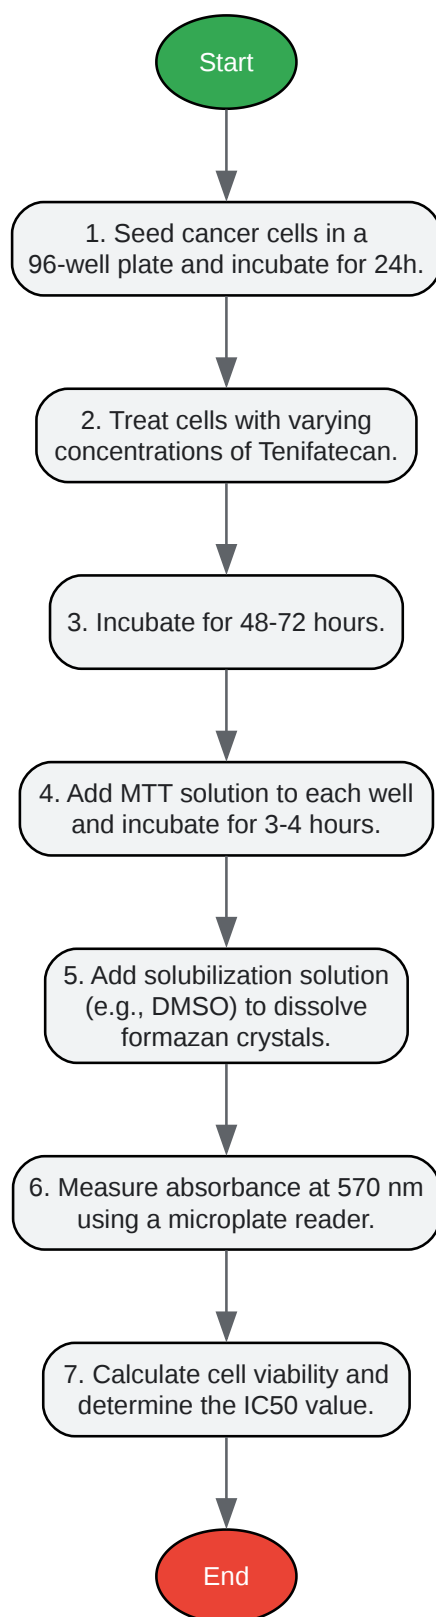 Start
1. Seed cancer cells in a
96-well plate and incubate for 24h.
2. Treat cells with varying
concentrations of Tenifatecan.
3. Incubate for 48-72 hours.
4. Add MTT solution to each well
and incubate for 3-4 hours.
5. Add solubilization solution
(e.g., DMSO) to dissolve
formazan crystals.
6. Measure absorbance at 570 nm
using a microplate reader.
7. Calculate cell viability and
determine the IC50 value.
End